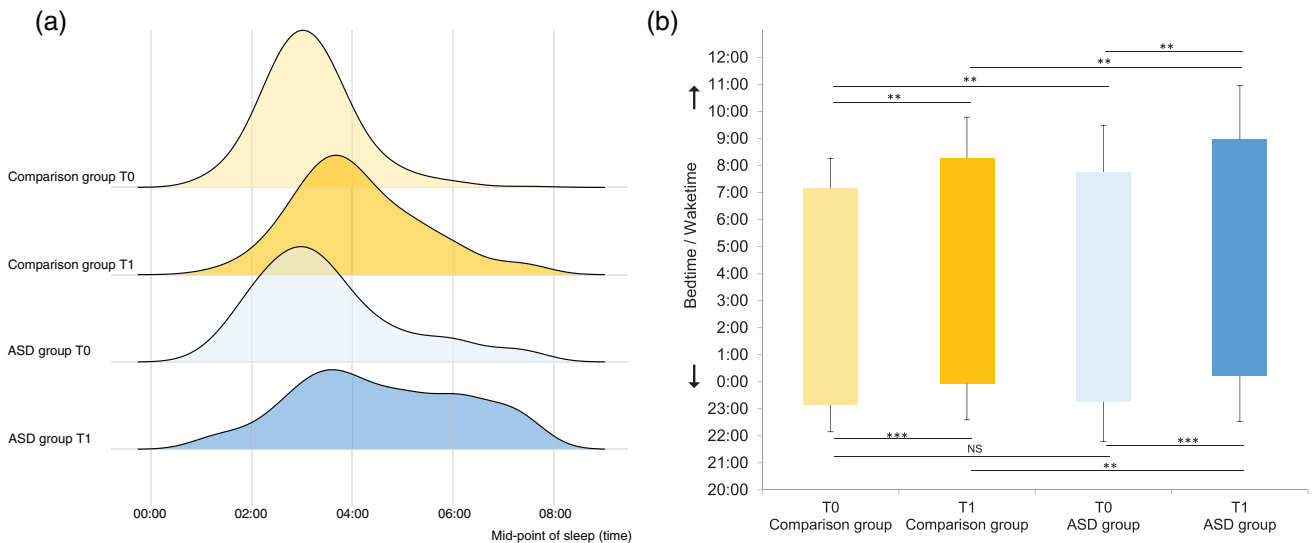 (a)
Comparison group T0
Comparison group T1
ASD group T0
ASD group T1
00:00 02:00 04:00 06:00 08:00
Mid-point of sleep (time)
(b)
Bedtime / Waketime
↑
↓
12:00
11:00
10:00
9:00
8:00
7:00
6:00
5:00
4:00
3:00
2:00
1:00
0:00
23:00
22:00
21:00
20:00
**
**
**
**
***
NS
***
**
T0 T1 T0 T1
Comparison group Comparison group ASD group ASD group